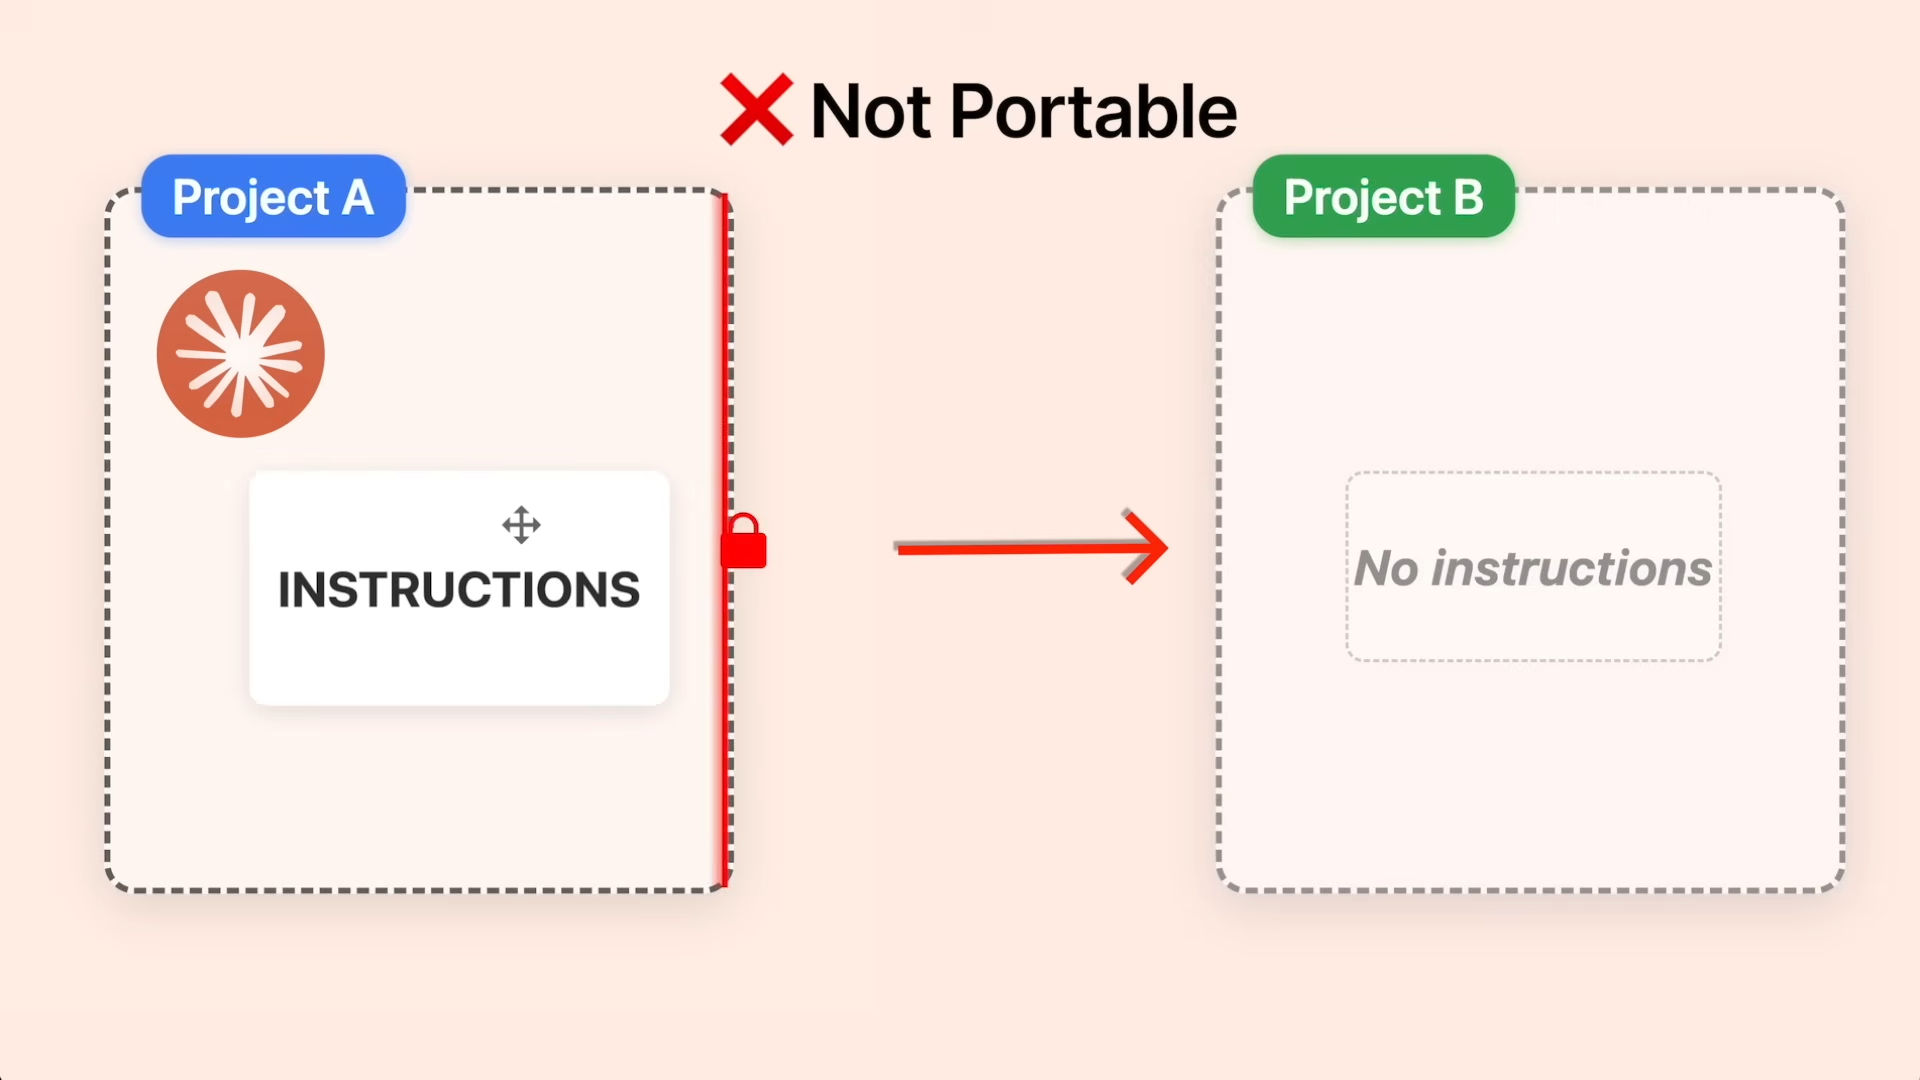 ❌ Not Portable
Project A
Project B
INSTRUCTIONS
No instructions